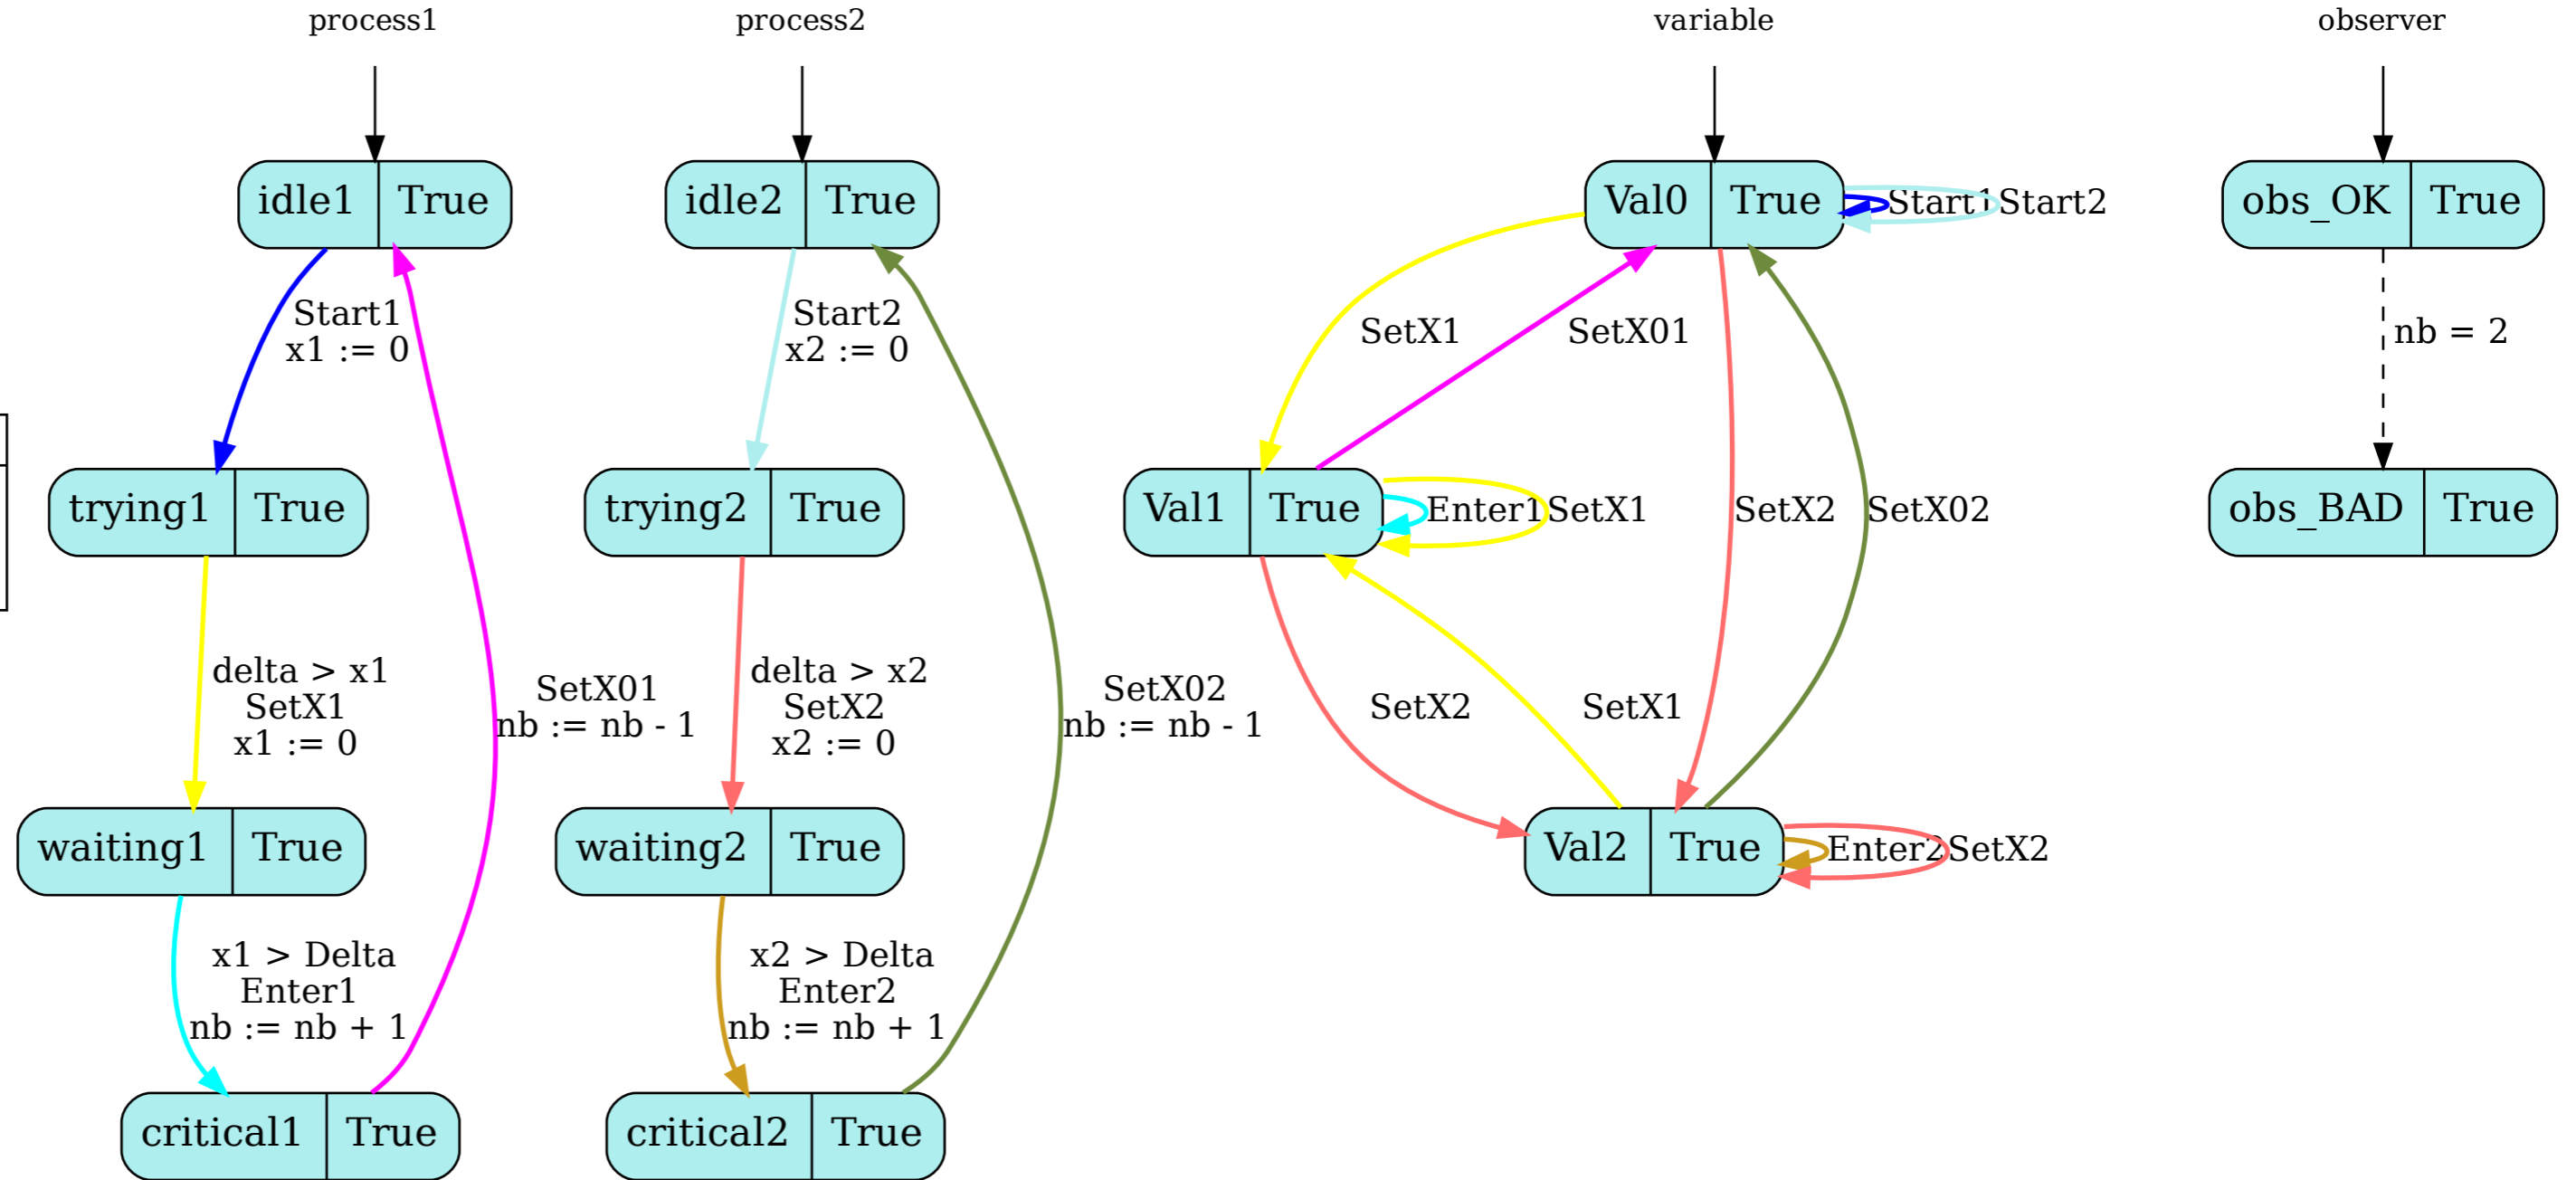 process1
process2
variable
observer
idle1 True
idle2 True
Val0 True
Start1
Start2
obs_OK True
Start1
x1 := 0
Start2
x2 := 0
SetX1
SetX01
nb = 2
trying1 True
trying2 True
Val1 True
Enter1
SetX1
SetX2
SetX02
obs_BAD True
delta > x1
SetX1
x1 := 0
SetX01
nb := nb - 1
delta > x2
SetX2
x2 := 0
SetX02
nb := nb - 1
SetX2
SetX1
waiting1 True
waiting2 True
Val2 True
Enter2
SetX2
x1 > Delta
Enter1
nb := nb + 1
x2 > Delta
Enter2
nb := nb + 1
critical1 True
critical2 True